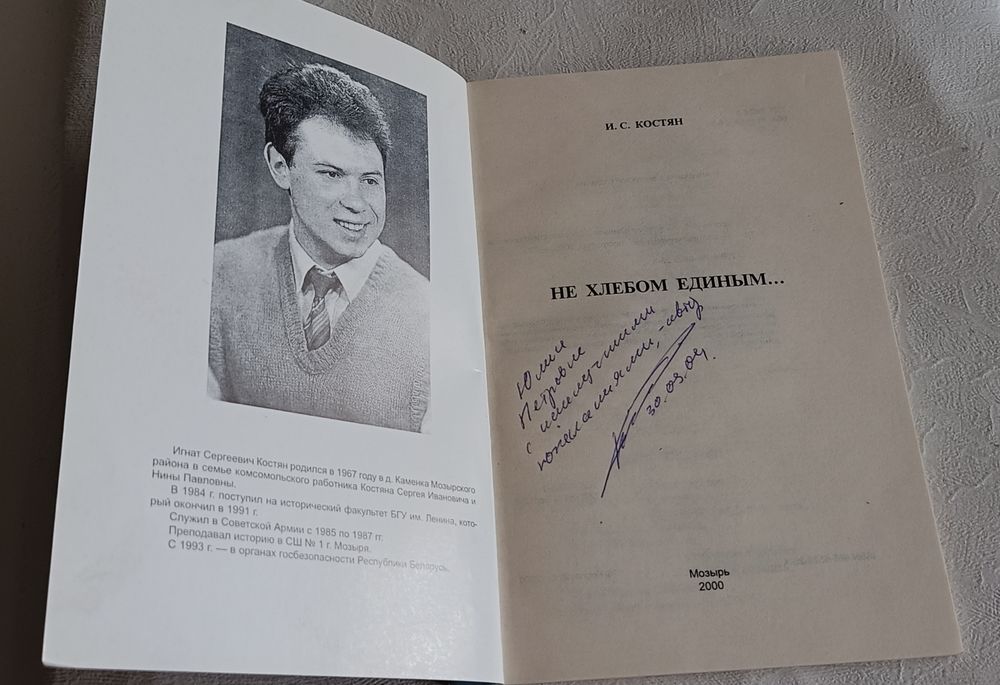 Игнат Сергеевич Костян родился в 1967 году в д. Каменка Мозырского
района в семье комсомольского работника Костяна Сергея Ивановича и
Нины Павловны.
В 1984 г. поступил на исторический факультет БГУ им. Ленина, кото-
рый окончил в 1991 г.
Служил в Советской Армии с 1985 по 1987 гг.
Преподавал историю в СШ № 1 г. Мозыря.
С 1993 г. — в органах госбезопасности Республики Беларусь.
И. С. КОСТЯН
НЕ ХЛЕБОМ ЕДИНЫМ...
Юлии
Петровне
с наилучшими
пожеланиями, - автор
30.03.04.
Мозырь
2000